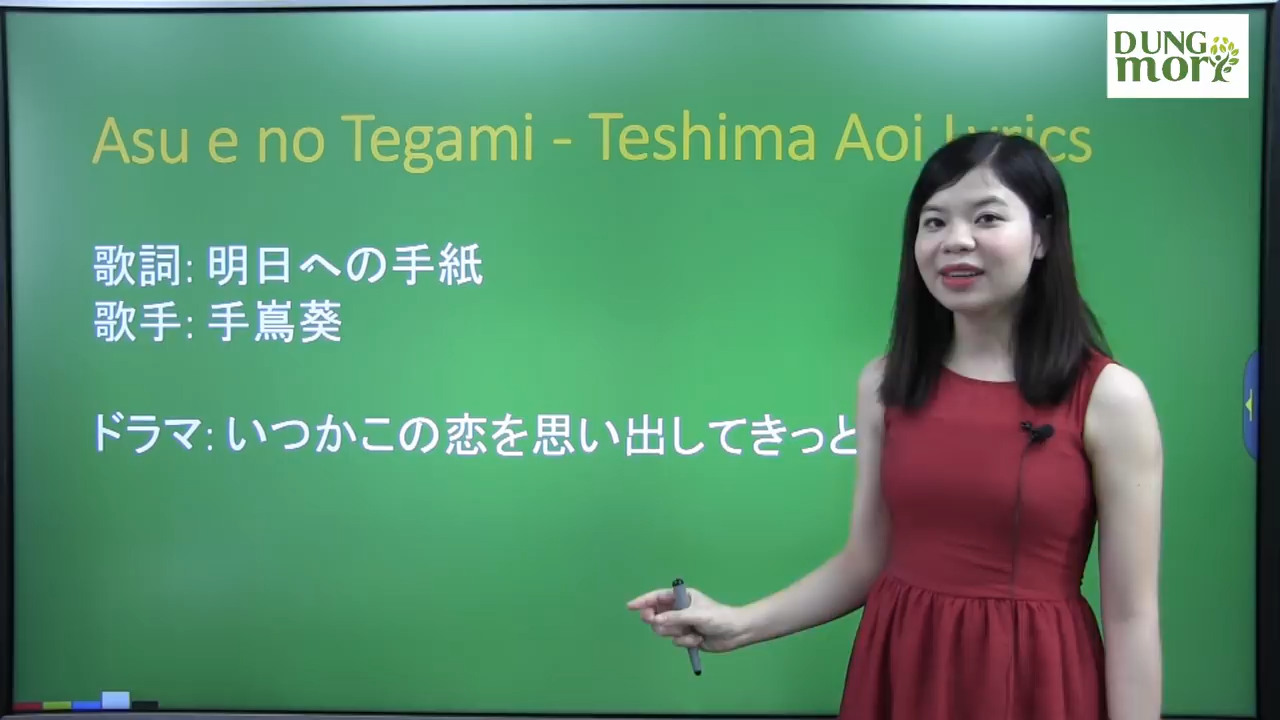 DUNG
mori
Asu e no Tegami - Teshima Aoi Lyrics
歌詞: 明日への手紙
歌手: 手嶌葵
ドラマ: いつかこの恋を思い出してきっと